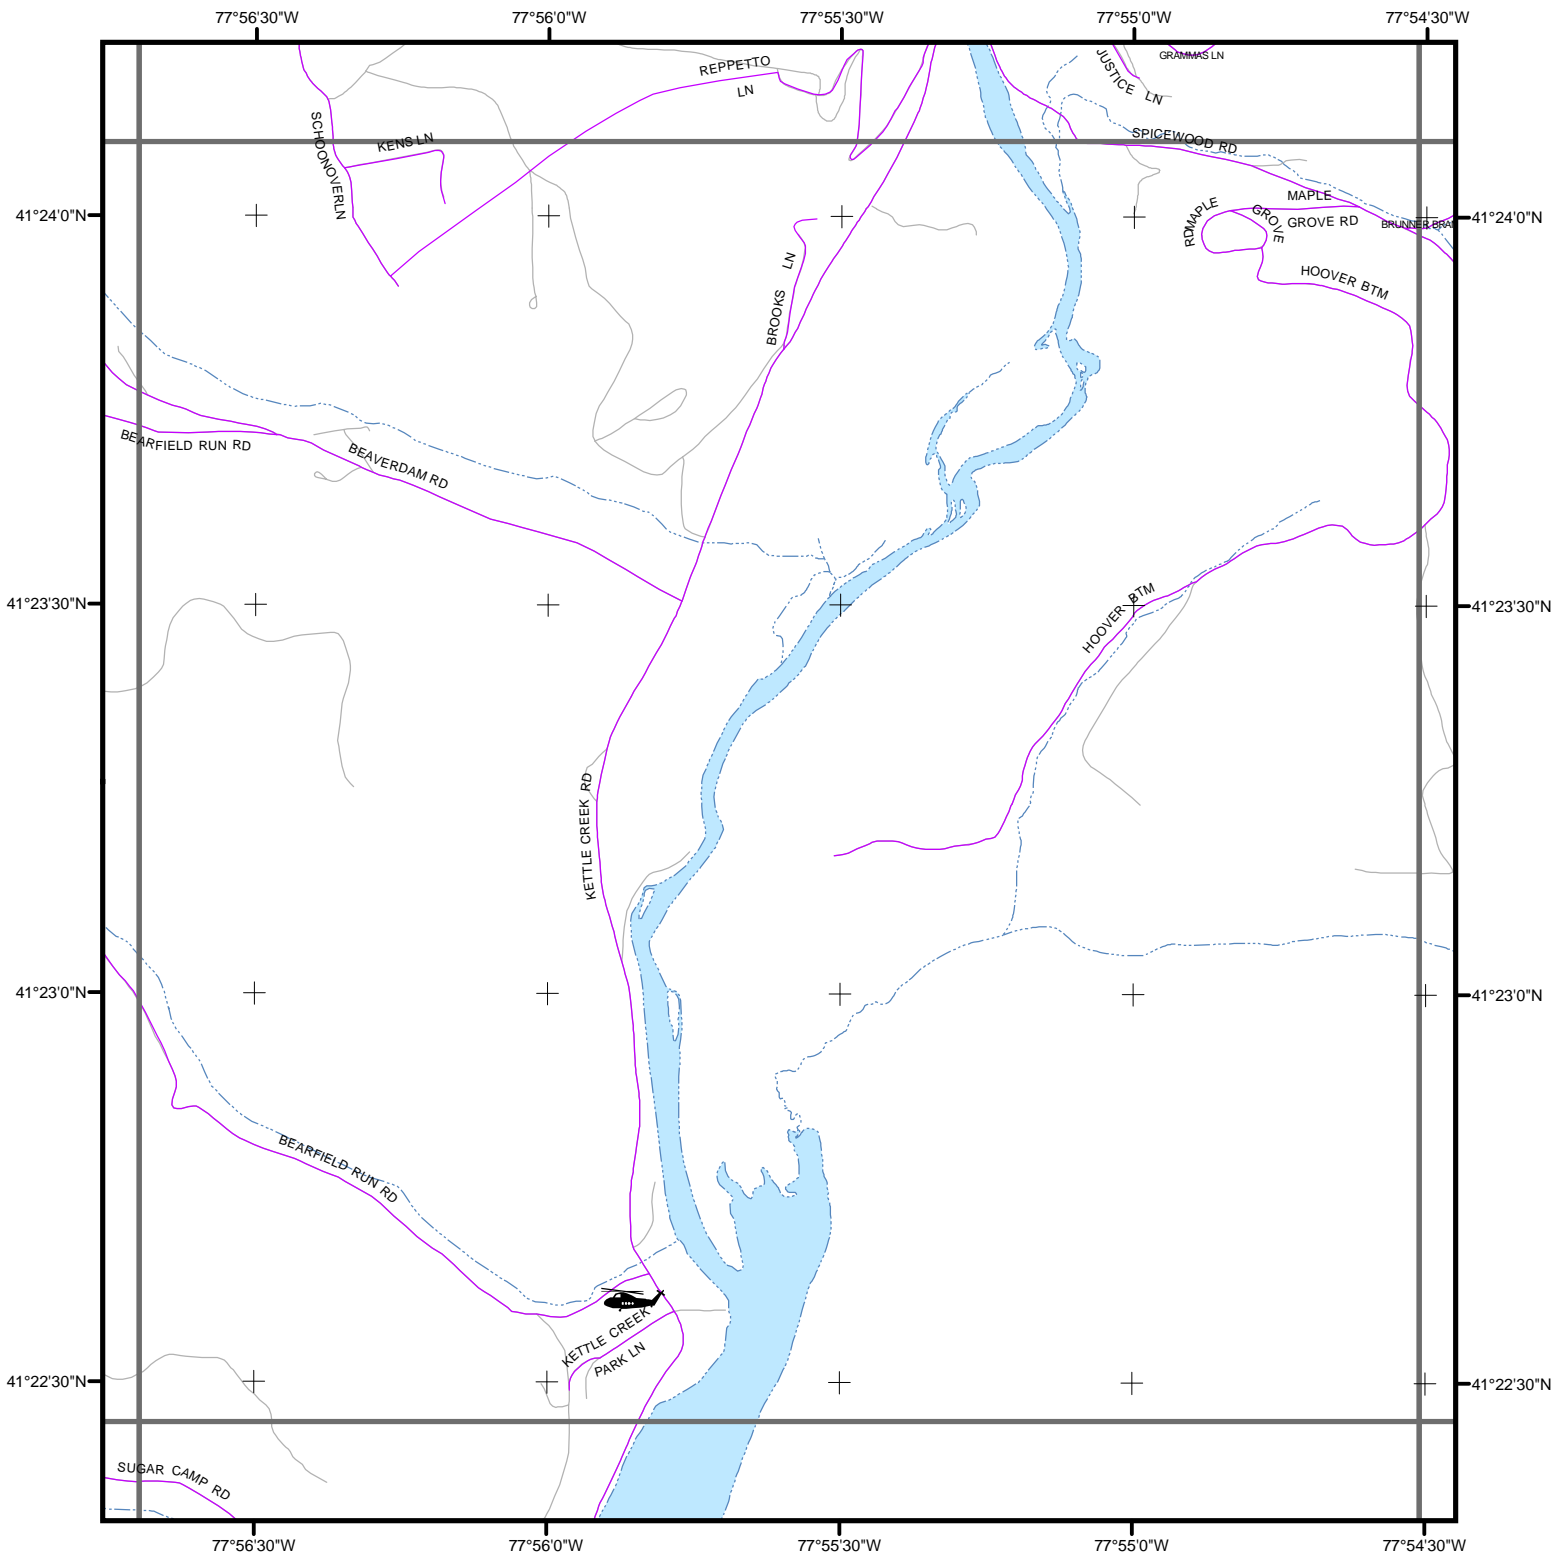 77°56'30"W 77°56'0"W 77°55'30"W 77°55'0"W 77°54'30"W
GRAMMAS LN
JUSTICE LN
REPPETTO
LN
SCHOONOVER LN
KENS LN
SPICEWOOD RD
MAPLE
MAPLE
RD
GROVE
GROVE RD
41°24'0"N 41°24'0"N
BRUNNER BRAN
HOOVER BTM
BROOKS LN
BEARFIELD RUN RD
BEAVERDAM RD
41°23'30"N 41°23'30"N
HOOVER BTM
KETTLE CREEK RD
41°23'0"N 41°23'0"N
BEARFIELD RUN RD
KETTLE CREEK
PARK LN
41°22'30"N 41°22'30"N
SUGAR CAMP RD
77°56'30"W 77°56'0"W 77°55'30"W 77°55'0"W 77°54'30"W